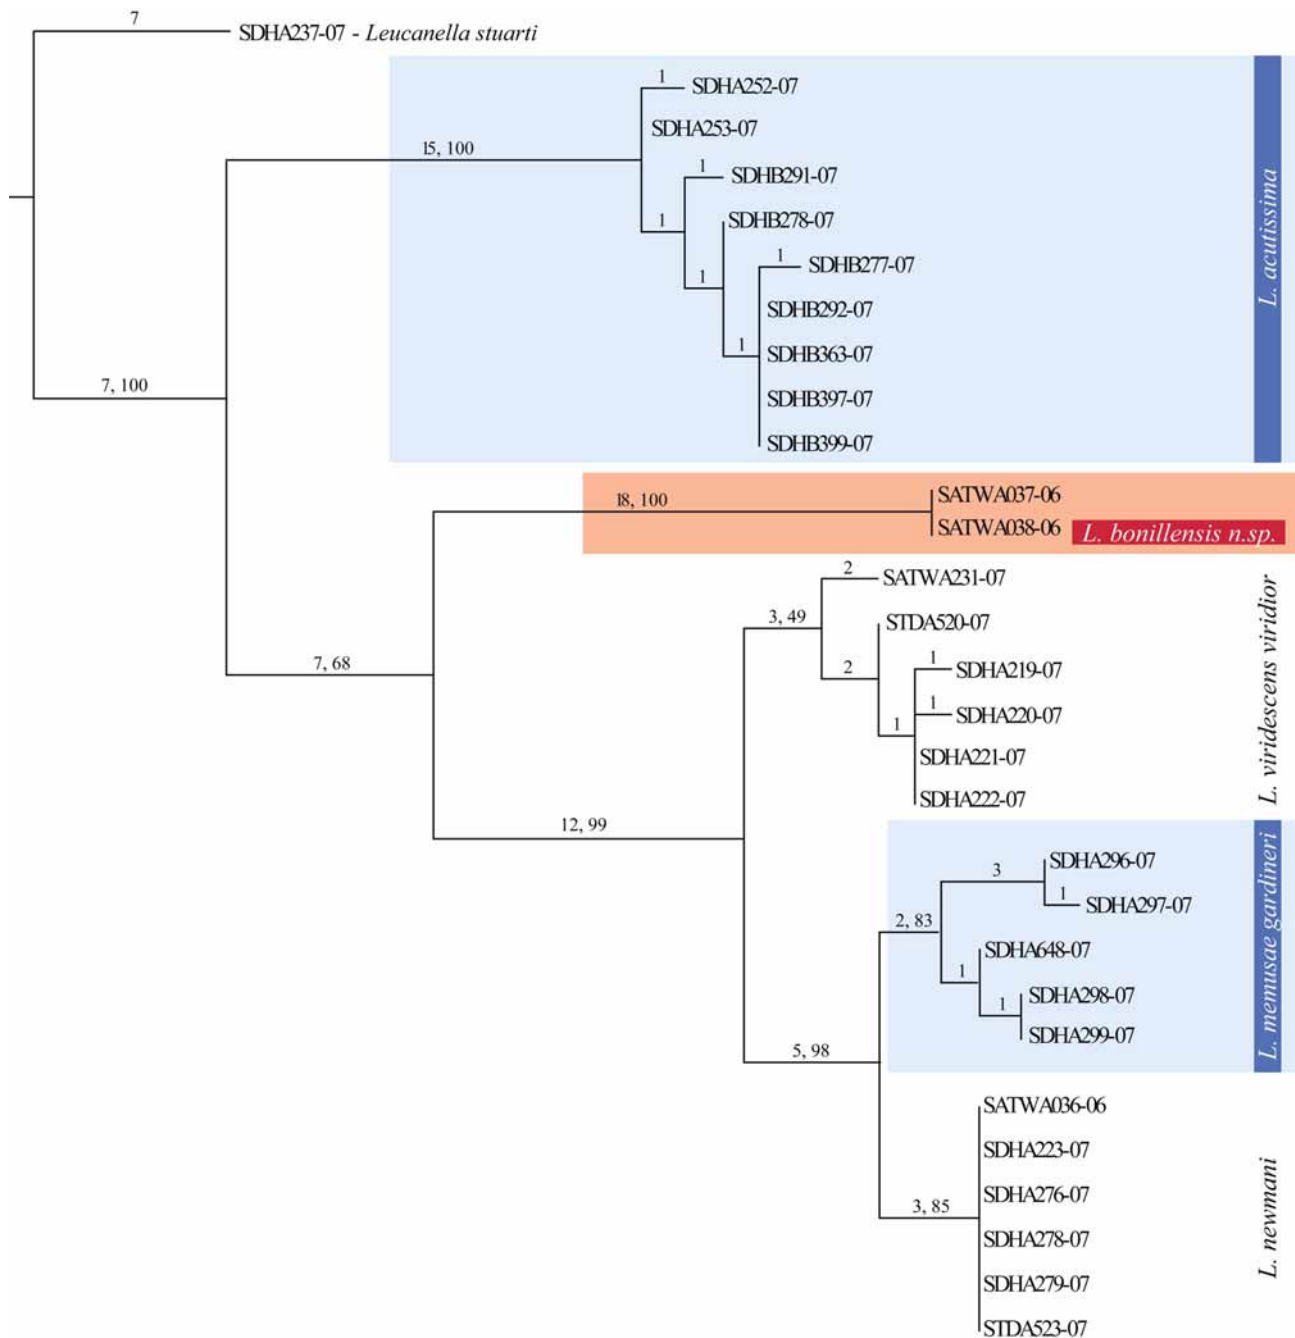 7
SDHA237-07 - Leucanella stuarti
1
SDHA252-07
SDHA253-07
15, 100
1
SDHB291-07
1
SDHB278-07
1
SDHB277-07
1
SDHB292-07
1
SDHB363-07
SDHB397-07
SDHB399-07
L. acutissima
7, 100
18, 100
SATWA037-06
SATWA038-06
L. bonillensis n.sp.
7, 68
2
SATWA231-07
3, 49
STDA520-07
2
1
SDHA219-07
1
SDHA220-07
1
SDHA221-07
SDHA222-07
L. viridescens viridior
12, 99
SDHA296-07
3
1
SDHA297-07
2, 83
SDHA648-07
1
SDHA298-07
1
SDHA299-07
L. memusae gardineri
5, 98
SATWA036-06
SDHA223-07
SDHA276-07
3, 85
SDHA278-07
SDHA279-07
STDA523-07
L. newmani